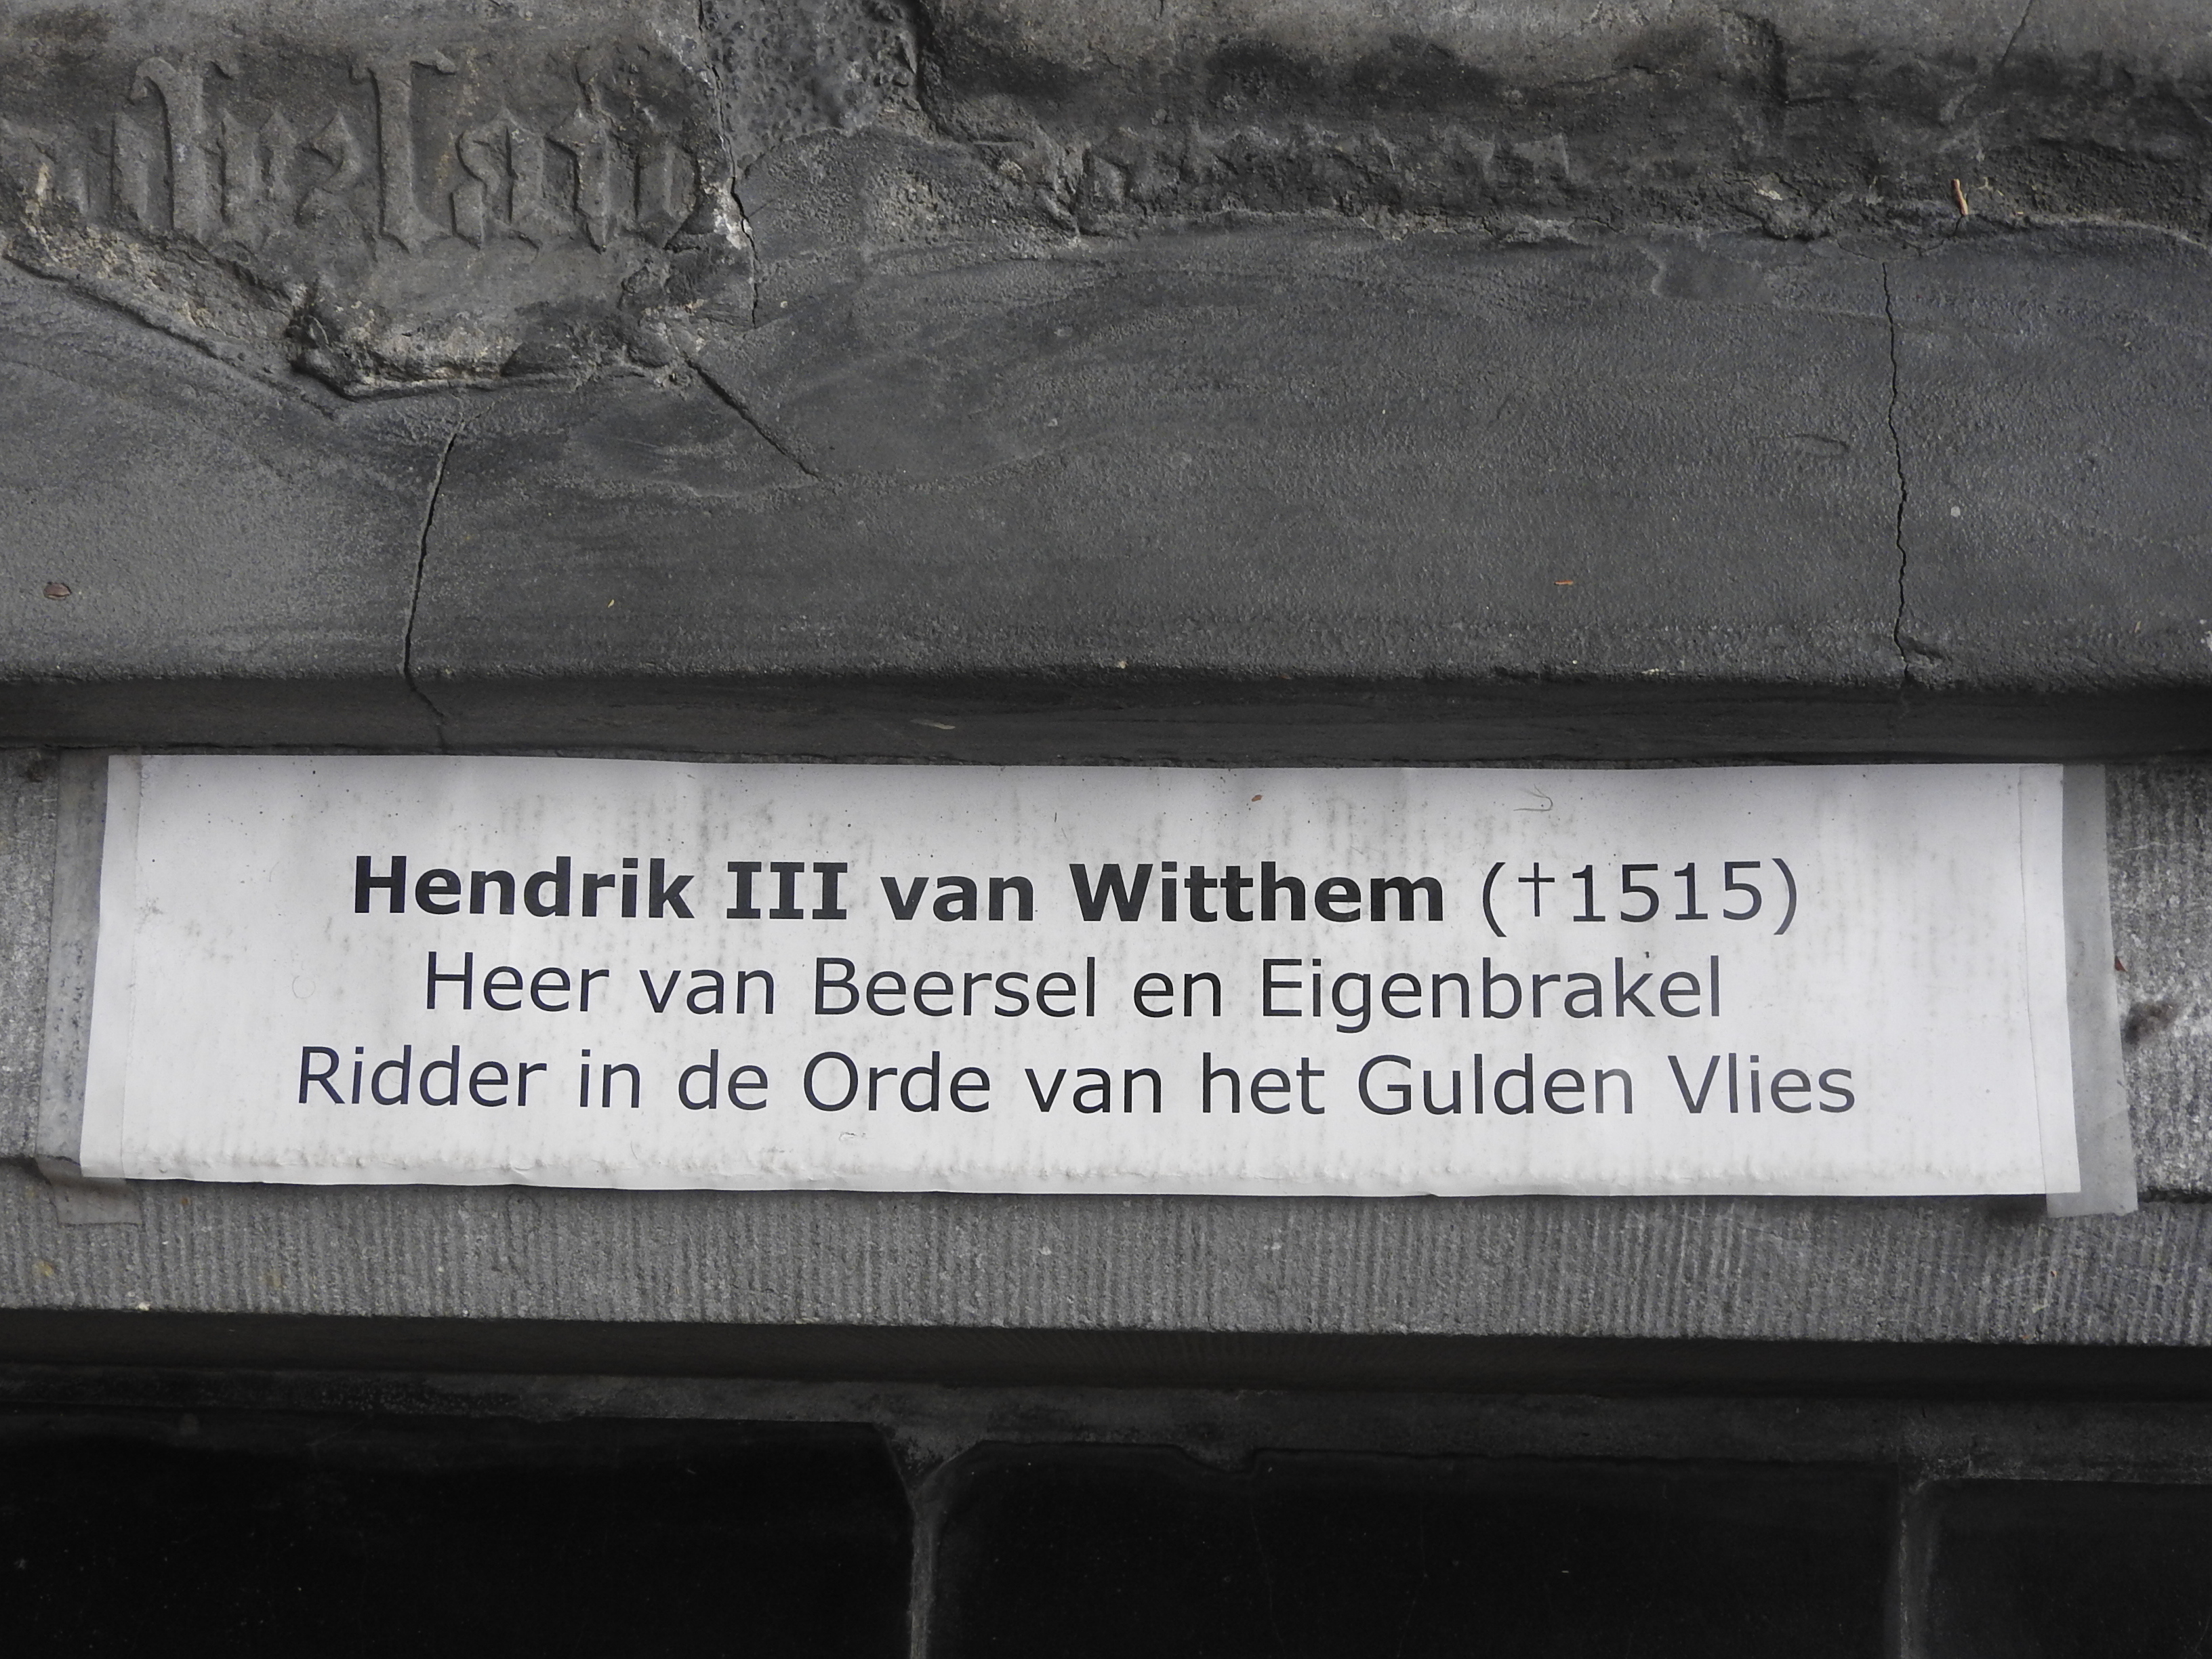 Hendrik III van Witthem (†1515)
Heer van Beersel en Eigenbrakel
Ridder in de Orde van het Gulden Vlies